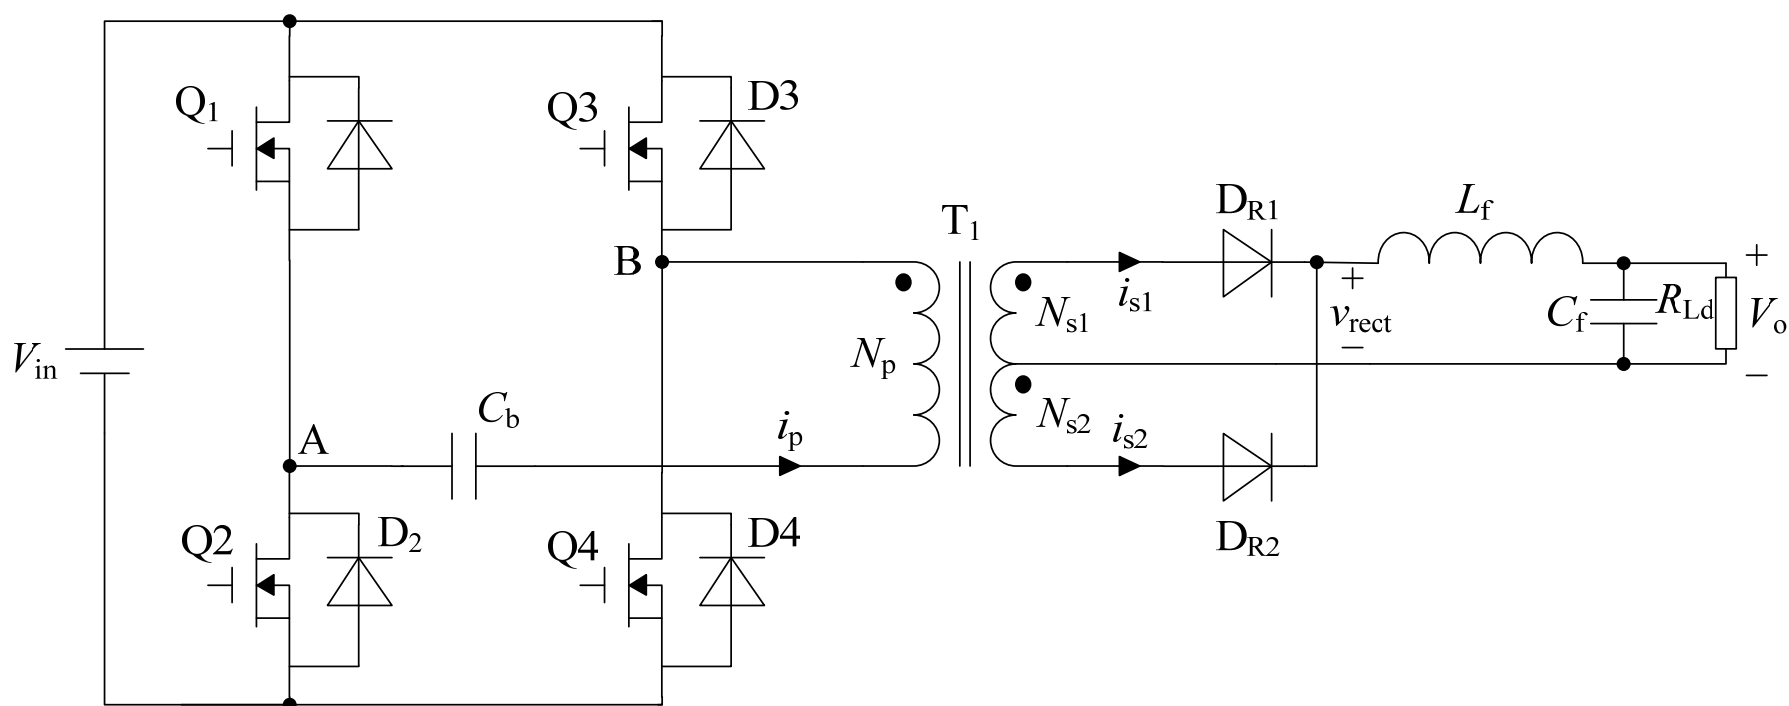 Q1
D3
Q3
DR1
Lf
T1
B
+
is1
+
Ns1
vrect
−
Cf
RLd
Vo
Vin
Np
−
Cb
A
ip
Ns2
is2
Q2
D2
Q4
D4
DR2